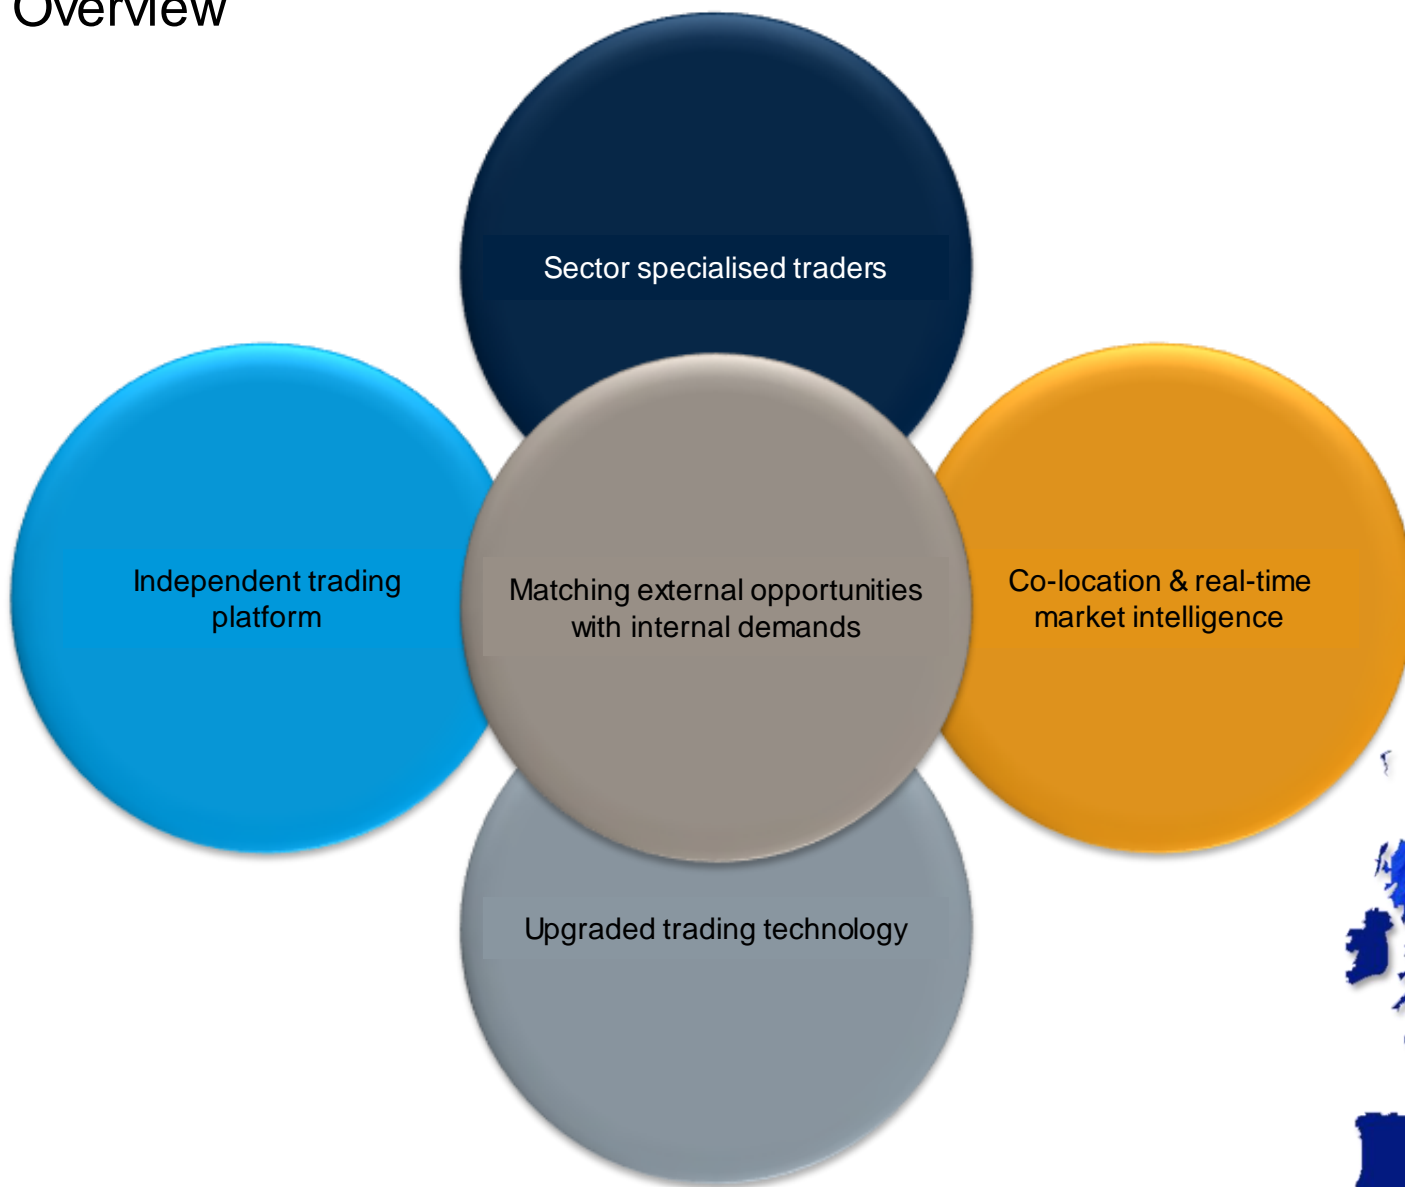 Overview
Sector specialised traders
Independent trading
platform
Matching external opportunities
with internal demands
Co-location & real-time
market intelligence
Upgraded trading technology